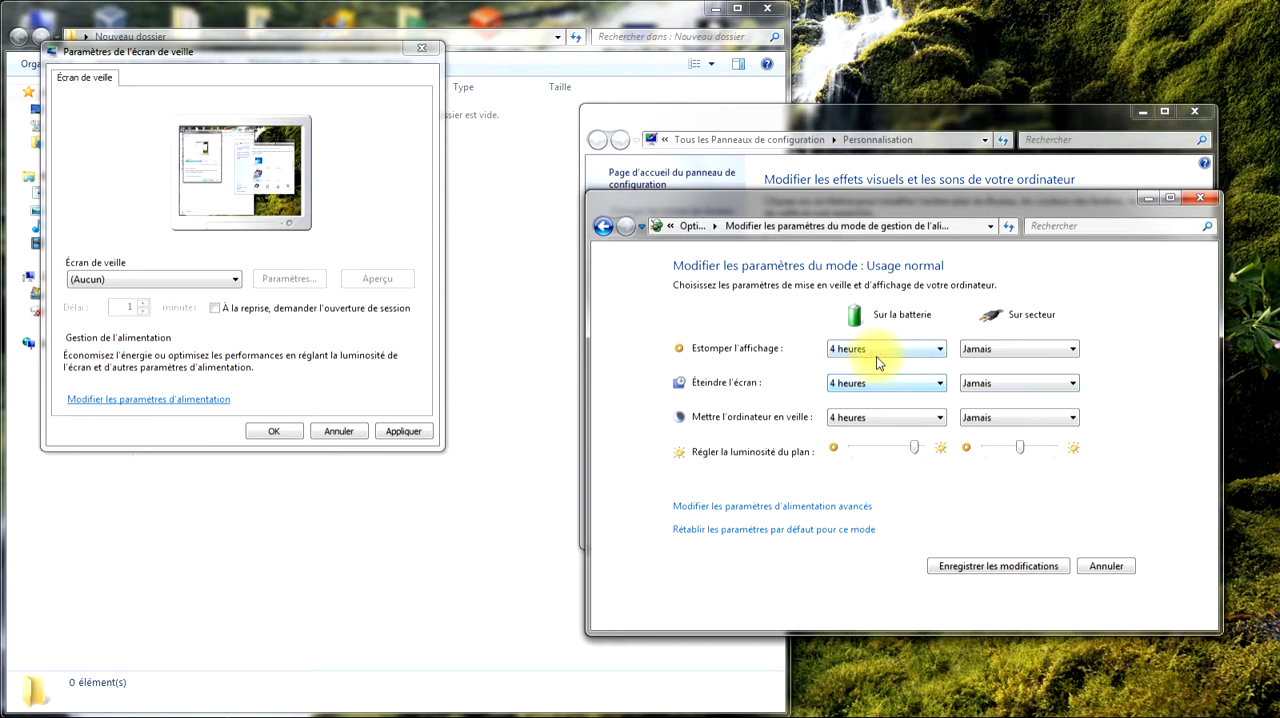 Nouveau dossier
Rechercher dans : Nouveau dossier
Orga
Type
Taille
ssier est vide.
0 élément(s)
Paramètres de l'écran de veille
Écran de veille
Écran de veille
(Aucun)
Paramètres...
Aperçu
Délai :
1
minutes
À la reprise, demander l'ouverture de session
Gestion de l'alimentation
Économisez l'énergie ou optimisez les performances en réglant la luminosité de
l'écran et d'autres paramètres d'alimentation.
Modifier les paramètres d'alimentation
OK
Annuler
Appliquer
« Tous les Panneaux de configuration
Personnalisation
Rechercher
Page d'accueil du panneau de
configuration
Modifier les effets visuels et les sons de votre ordinateur
« Opti...
Modifier les paramètres du mode de gestion de l'ali...
Rechercher
Modifier les paramètres du mode : Usage normal
Choisissez les paramètres de mise en veille et d'affichage de votre ordinateur.
Sur la batterie
Sur secteur
Estomper l'affichage :
4 heures
Jamais
Éteindre l'écran :
4 heures
Jamais
Mettre l'ordinateur en veille :
4 heures
Jamais
Régler la luminosité du plan :
Modifier les paramètres d'alimentation avancés
Rétablir les paramètres par défaut pour ce mode
Enregistrer les modifications
Annuler